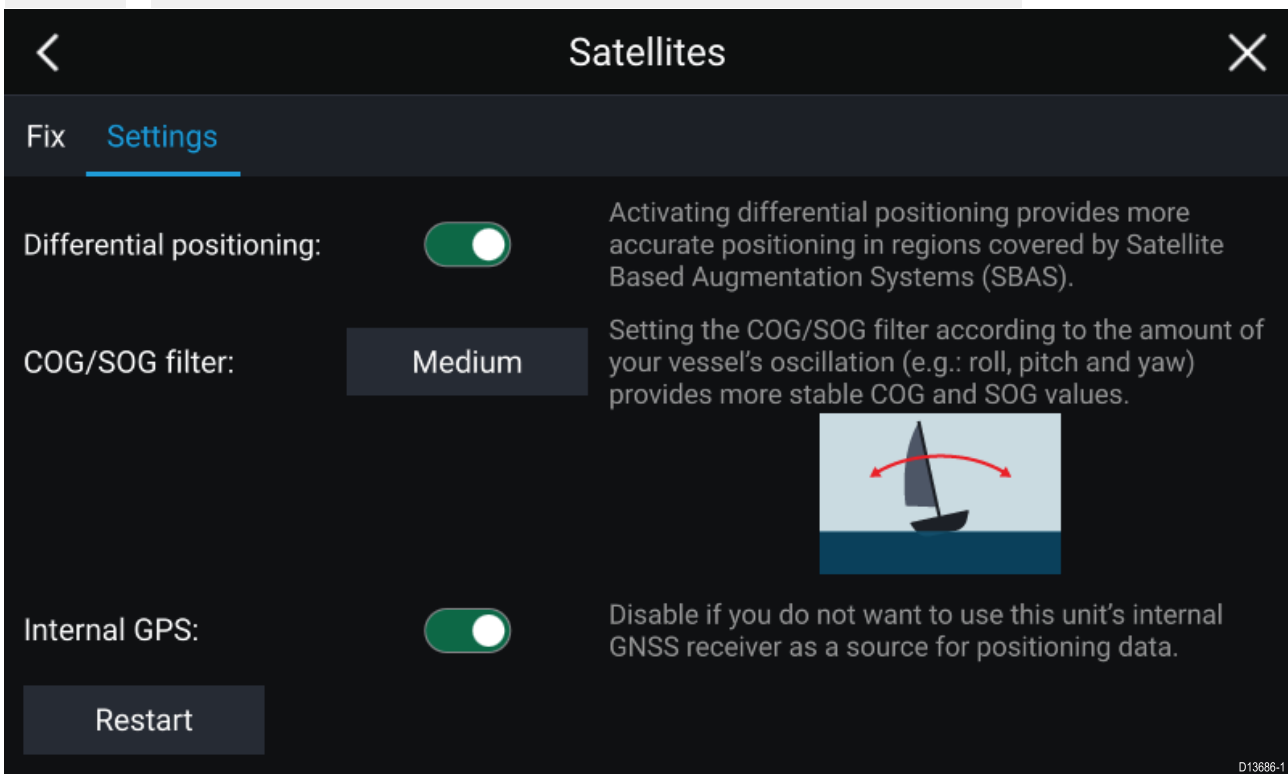 Satellites
Fix Settings
Differential positioning:
Activating differential positioning provides more
accurate positioning in regions covered by Satellite
Based Augmentation Systems (SBAS).
COG/SOG filter:
Medium
Setting the COG/SOG filter according to the amount of
your vessel’s oscillation (e.g.: roll, pitch and yaw)
provides more stable COG and SOG values.
Internal GPS:
Disable if you do not want to use this unit’s internal
GNSS receiver as a source for positioning data.
Restart
D13686-1